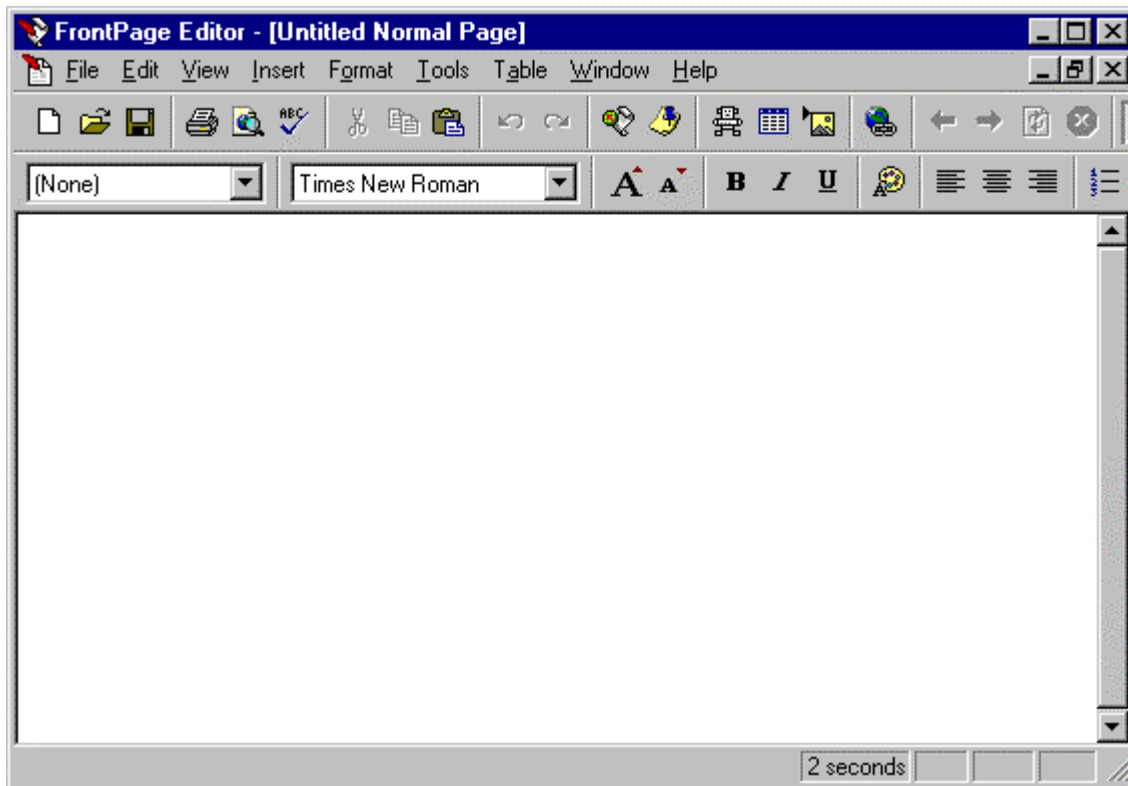 FrontPage Editor - [Untitled Normal Page]
File Edit View Insert Format Tools Table Window Help
ABC
(None) Times New Roman A A B I U A
2 seconds